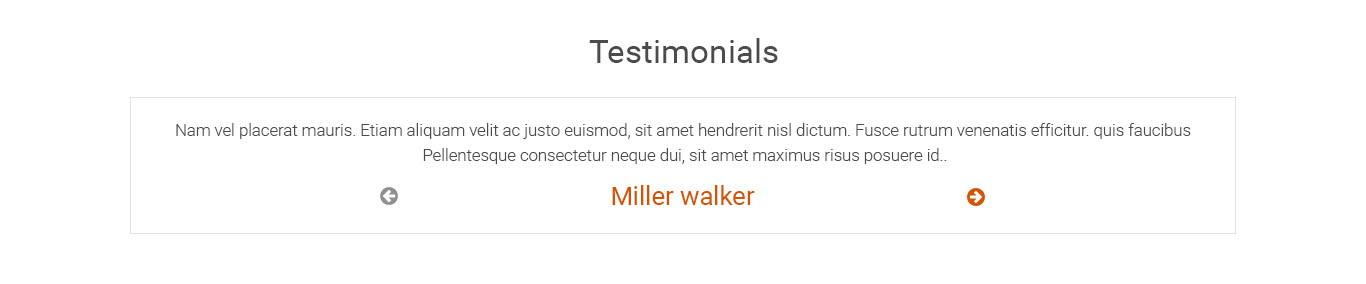 Testimonials
Nam vel placerat mauris. Etiam aliquam velit ac justo euismod, sit amet hendrerit nisl dictum. Fusce rutrum venenatis efficitur. quis faucibus
Pellentesque consectetur neque dui, sit amet maximus risus posuere id..
Miller walker